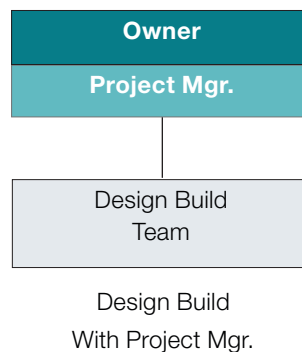 Owner
Project Mgr.
Design Build
Team
Design Build
With Project Mgr.